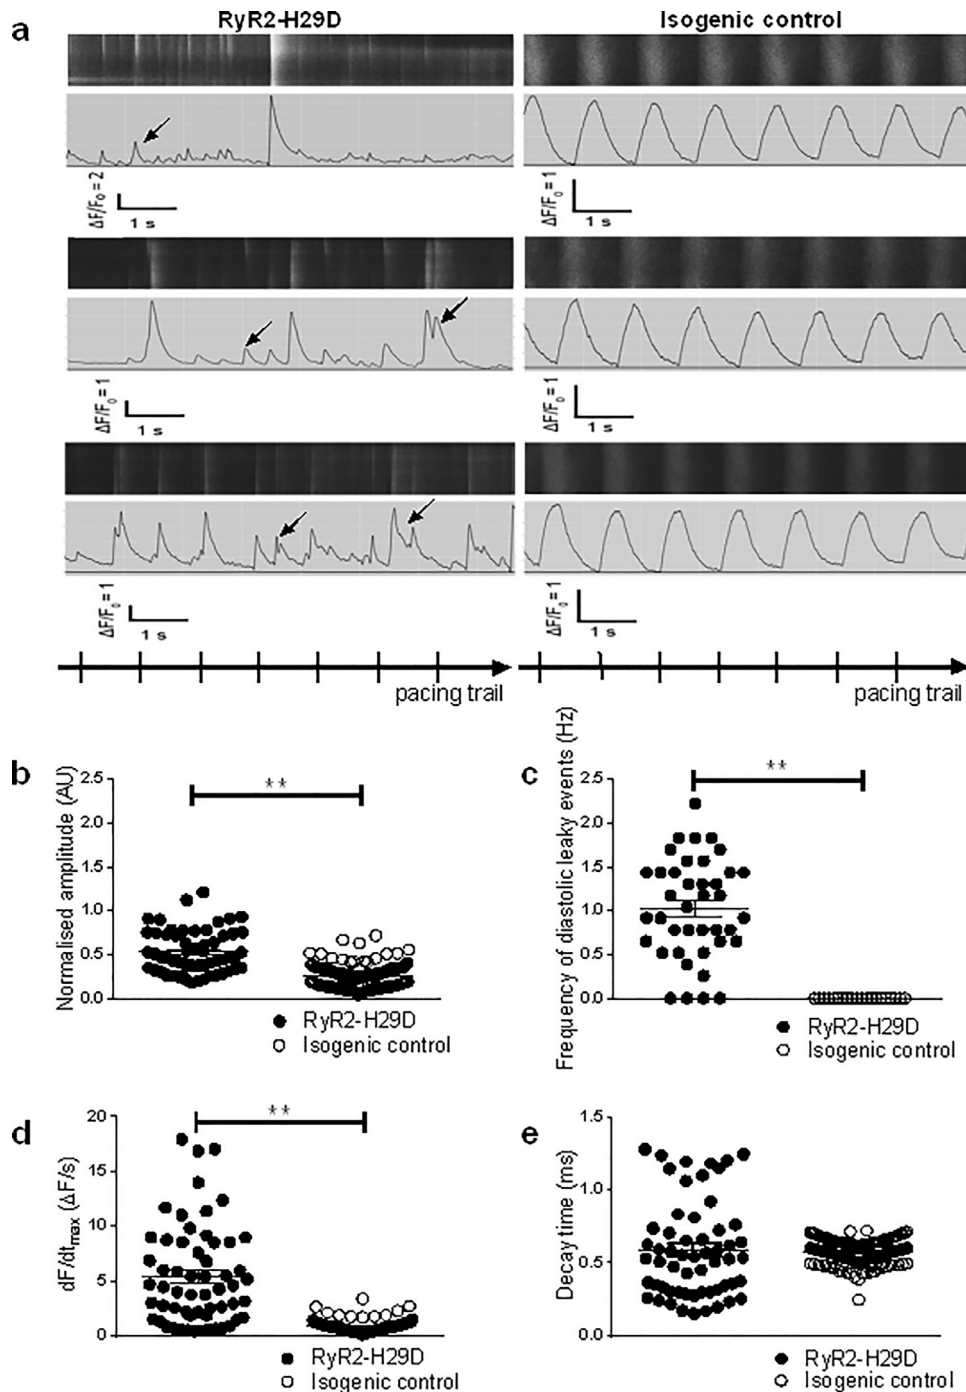 RyR2-H29D
Isogenic control
a
ΔF/F₀ = 2
1 s
ΔF/F₀ = 1
1 s
ΔF/F₀ = 1
1 s
ΔF/F₀ = 1
1 s
ΔF/F₀ = 1
1 s
ΔF/F₀ = 1
1 s
pacing trail
pacing trail
b
Normalised amplitude (AU)
2.5
2.0
1.5
1.0
0.5
0.0
**
RyR2-H29D
Isogenic control
c
Frequency of diastolic leaky events (Hz)
2.5
2.0
1.5
1.0
0.5
0.0
**
RyR2-H29D
Isogenic control
d
dF/dtmax (ΔF/s)
20
15
10
5
0
**
RyR2-H29D
Isogenic control
e
Decay time (ms)
1.5
1.0
0.5
0.0
RyR2-H29D
Isogenic control